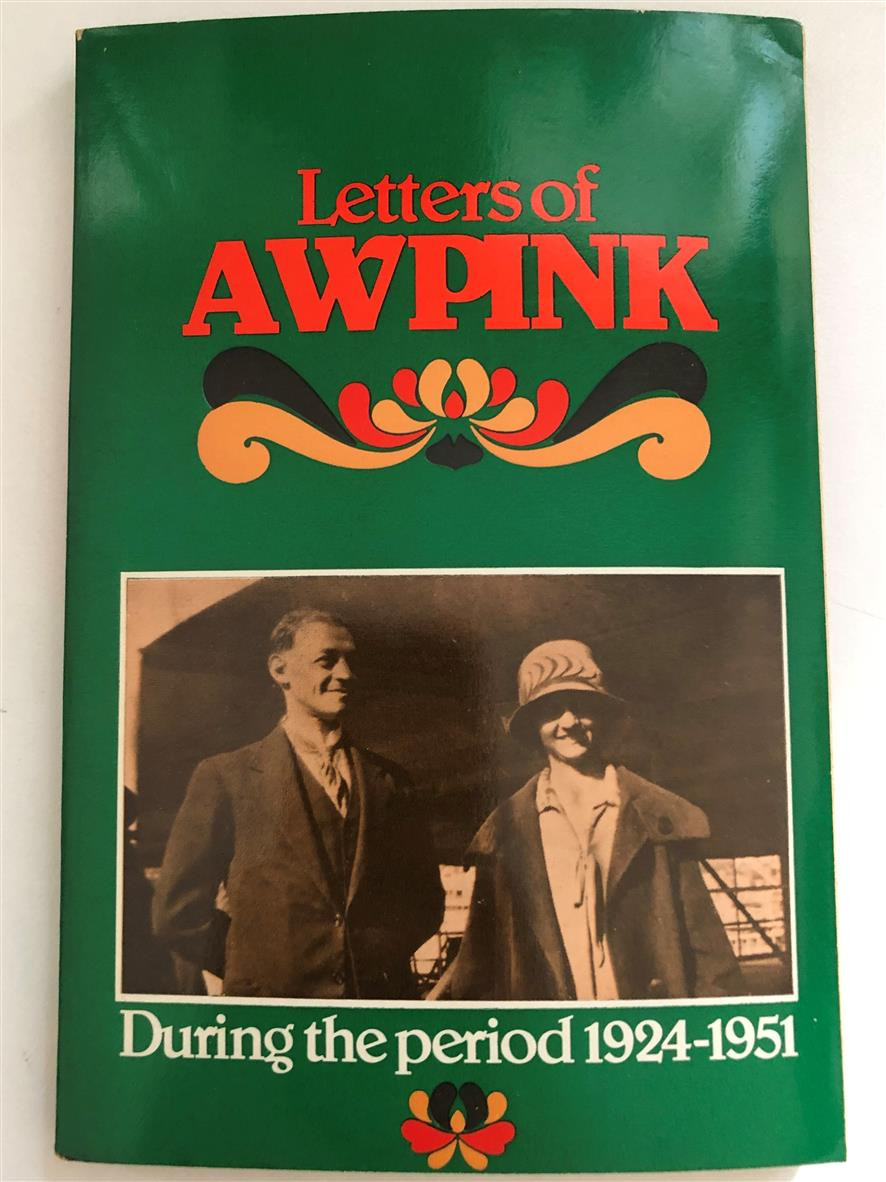 Letters of
AWPINK
During the period 1924-1951